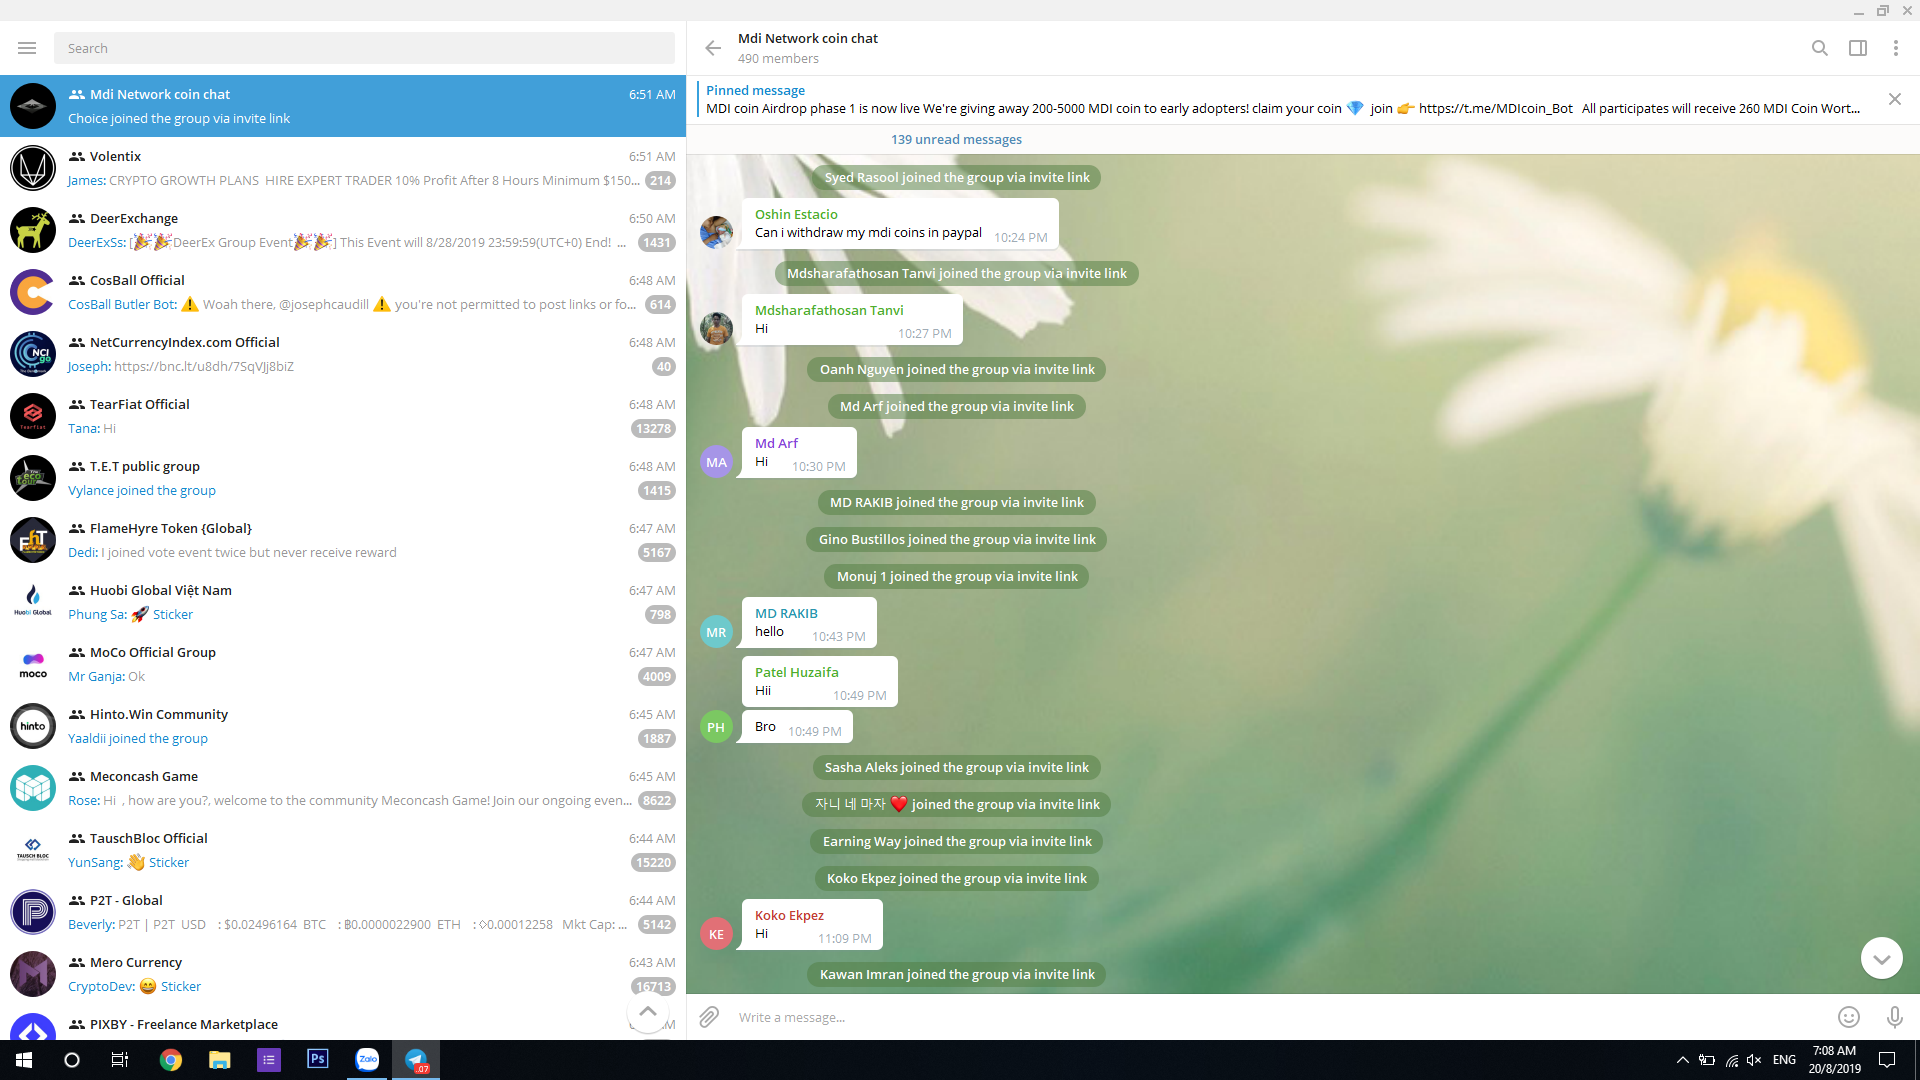 Search
Mdi Network coin chat
6:51 AM
Choice joined the group via invite link
Volentix
6:51 AM
James: CRYPTO GROWTH PLANS HIRE EXPERT TRADER 10% Profit After 8 Hours Minimum $150...
214
DeerExchange
6:50 AM
DeerExSs: [🎉🎉DeerEx Group Event🎉🎉] This Event will 8/28/2019 23:59:59(UTC+0) End! ...
1431
CosBall Official
6:48 AM
CosBall Butler Bot: ⚠️ Woah there, @josephcaudill ⚠️ you're not permitted to post links or fo...
614
NetCurrencyIndex.com Official
6:48 AM
Joseph: https://bnc.lt/u8dh/7SqVJj8biZ
40
TearFiat Official
6:48 AM
Tana: Hi
13278
T.E.T public group
6:48 AM
Vylance joined the group
1415
FlameHyre Token {Global}
6:47 AM
Dedi: I joined vote event twice but never receive reward
5167
Huobi Global Việt Nam
6:47 AM
Phung Sa: 🚀 Sticker
798
MoCo Official Group
6:47 AM
Mr Ganja: Ok
4009
moco
Hinto.Win Community
6:45 AM
Yaaldii joined the group
1887
hinto
Meconcash Game
6:45 AM
Rose: Hi , how are you?, welcome to the community Meconcash Game! Join our ongoing even...
8622
TauschBloc Official
6:44 AM
YunSang: 👋 Sticker
15220
P2T - Global
6:44 AM
Beverly: P2T | P2T USD : $0.02496164 BTC : ฿0.0000022900 ETH : ◇0.00012258 Mkt Cap: ...
5142
Mero Currency
6:43 AM
CryptoDev: 😄 Sticker
16713
PIXBY - Freelance Marketplace
Mdi Network coin chat
490 members
Pinned message
MDI coin Airdrop phase 1 is now live We're giving away 200-5000 MDI coin to early adopters! claim your coin 💎 join 👉 https://t.me/MDIcoin_Bot All participates will receive 260 MDI Coin Wort...
139 unread messages
Syed Rasool joined the group via invite link
Oshin Estacio
Can i withdraw my mdi coins in paypal 10:24 PM
Mdsharafathosan Tanvi joined the group via invite link
Mdsharafathosan Tanvi
Hi 10:27 PM
Oanh Nguyen joined the group via invite link
Md Arf joined the group via invite link
Md Arf
MA
Hi 10:30 PM
MD RAKIB joined the group via invite link
Gino Bustillos joined the group via invite link
Monuj 1 joined the group via invite link
MD RAKIB
MR
hello 10:43 PM
Patel Huzaifa
Hii 10:49 PM
PH
Bro 10:49 PM
Sasha Aleks joined the group via invite link
자니 네 마자 ❤️ joined the group via invite link
Earning Way joined the group via invite link
Koko Ekpez joined the group via invite link
Koko Ekpez
KE
Hi 11:09 PM
Kawan Imran joined the group via invite link
Write a message...
Ps
Zalo
.07
ENG
7:08 AM
20/8/2019